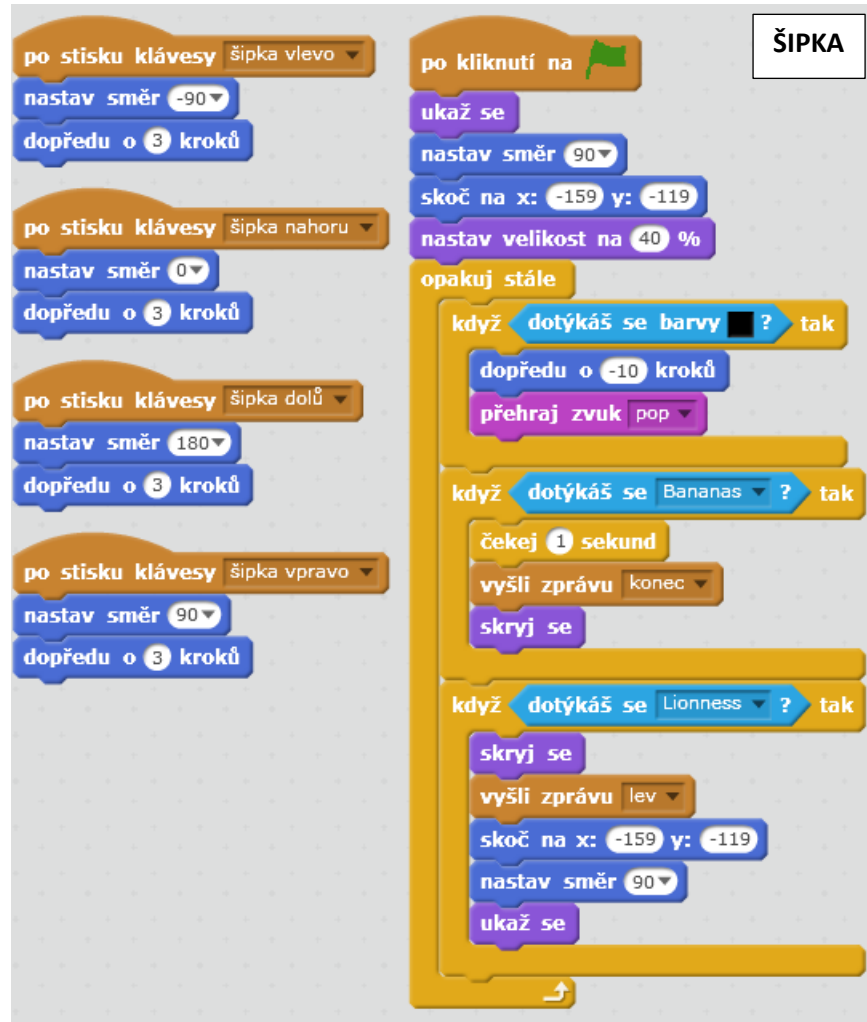 po stisku klávesy šipka vlevo
nastav směr -90
dopředu o 3 kroků
po stisku klávesy šipka nahoru
nastav směr 0
dopředu o 3 kroků
po stisku klávesy šipka dolů
nastav směr 180
dopředu o 3 kroků
po stisku klávesy šipka vpravo
nastav směr 90
dopředu o 3 kroků
ŠIPKA
po kliknutí na
ukaž se
nastav směr 90
skoč na x: -159 y: -119
nastav velikost na 40 %
opakuj stále
když dotýkáš se barvy ? tak
dopředu o -10 kroků
přehraj zvuk pop
když dotýkáš se Bananas ? tak
čekej 1 sekund
vyšli zprávu konec
skryj se
když dotýkáš se Lionness ? tak
skryj se
vyšli zprávu lev
skoč na x: -159 y: -119
nastav směr 90
ukaž se